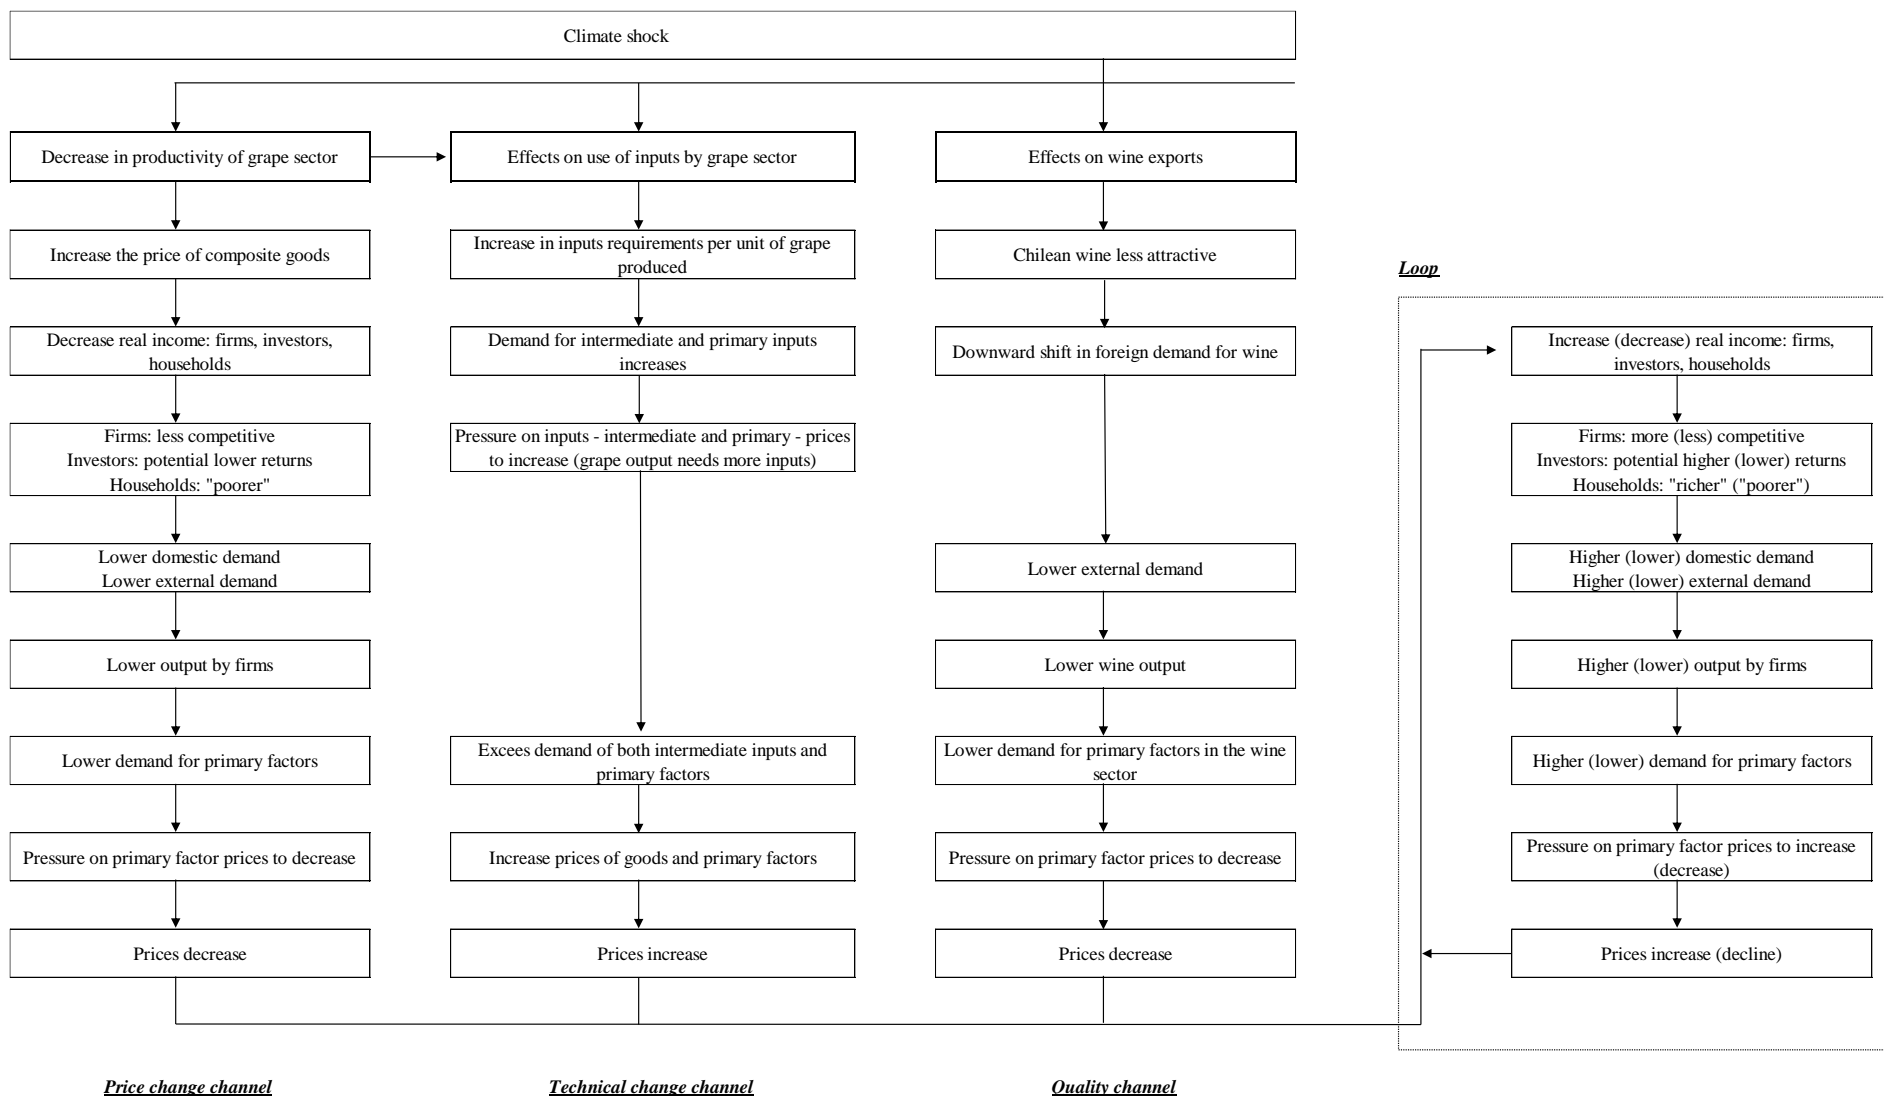 Climate shock
Decrease in productivity of grape sector
Increase the price of composite goods
Decrease real income: firms, investors,
households
Firms: less competitive
Investors: potential lower returns
Households: "poorer"
Lower domestic demand
Lower external demand
Lower output by firms
Lower demand for primary factors
Pressure on primary factor prices to decrease
Prices decrease
Price change channel
Effects on use of inputs by grape sector
Increase in inputs requirements per unit of grape
produced
Demand for intermediate and primary inputs
increases
Pressure on inputs - intermediate and primary - prices
to increase (grape output needs more inputs)
Excees demand of both intermediate inputs and
primary factors
Increase prices of goods and primary factors
Prices increase
Technical change channel
Effects on wine exports
Chilean wine less attractive
Downward shift in foreign demand for wine
Lower external demand
Lower wine output
Lower demand for primary factors in the wine
sector
Pressure on primary factor prices to decrease
Prices decrease
Quality channel
Loop
Increase (decrease) real income: firms,
investors, households
Firms: more (less) competitive
Investors: potential higher (lower) returns
Households: "richer" ("poorer")
Higher (lower) domestic demand
Higher (lower) external demand
Higher (lower) output by firms
Higher (lower) demand for primary factors
Pressure on primary factor prices to increase
(decrease)
Prices increase (decline)